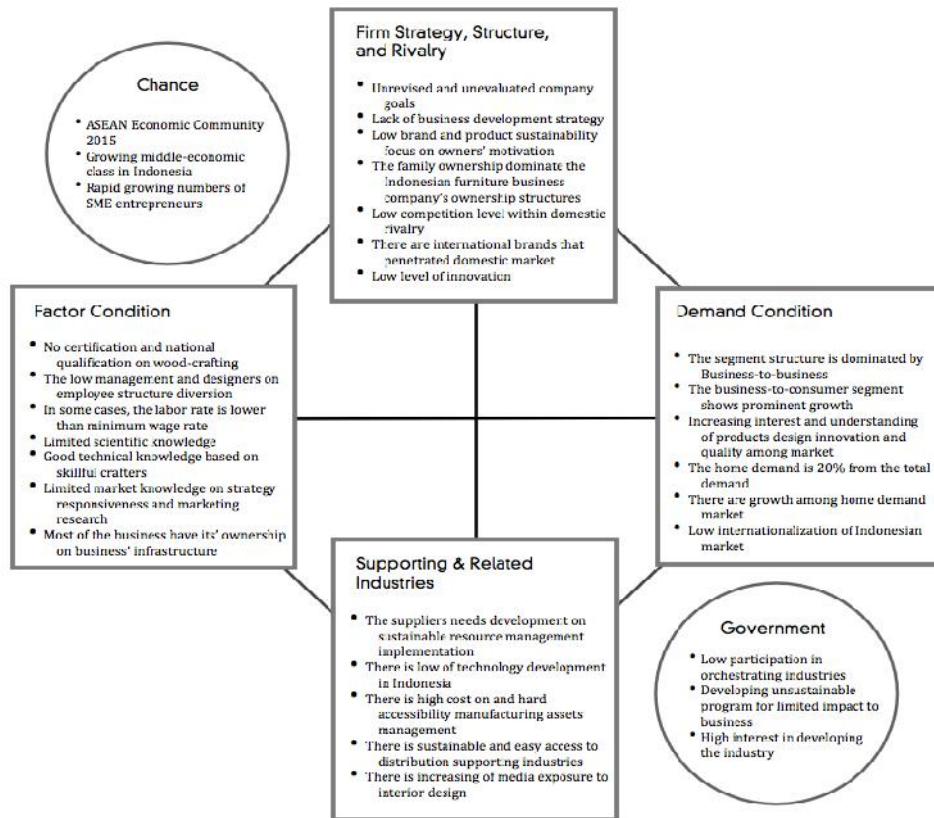 Firm Strategy, Structure,
and Rivalry
• Unrevised and unevaluated company
goals
• Lack of business development strategy
• Low brand and product sustainability
focus on owners' motivation
• The family ownership dominate the
Indonesian furniture business
company's ownership structures
• Low competition level within domestic
rivalry
• There are international brands that
penetrated domestic market
• Low level of innovation
Chance
• ASEAN Economic Community
2015
• Growing middle-economic
class in Indonesia
• Rapid growing numbers of
SME entrepreneurs
Factor Condition
• No certification and national
qualification on wood-crafting
• The low management and designers on
employee structure diversion
• In some cases, the labor rate is lower
than minimum wage rate
• Limited scientific knowledge
• Good technical knowledge based on
skillful crafters
• Limited market knowledge on strategy
responsiveness and marketing
research
• Most of the business have its' ownership
on business' infrastructure
Demand Condition
• The segment structure is dominated by
Business-to-business
• The business-to-consumer segment
shows prominent growth
• Increasing interest and understanding
of products design innovation and
quality among market
• The home demand is 20% from the total
demand
• There are growth among home demand
market
• Low internationalization of Indonesian
market
Supporting & Related
Industries
• The suppliers needs development on
sustainable resource management
implementation
• There is low of technology development
in Indonesia
• There is high cost on and hard
accessibility manufacturing assets
management
• There is sustainable and easy access to
distribution supporting industries
• There is increasing of media exposure to
interior design
Government
• Low participation in
orchestrating industries
• Developing unsustainable
program for limited impact to
business
• High interest in developing
the industry